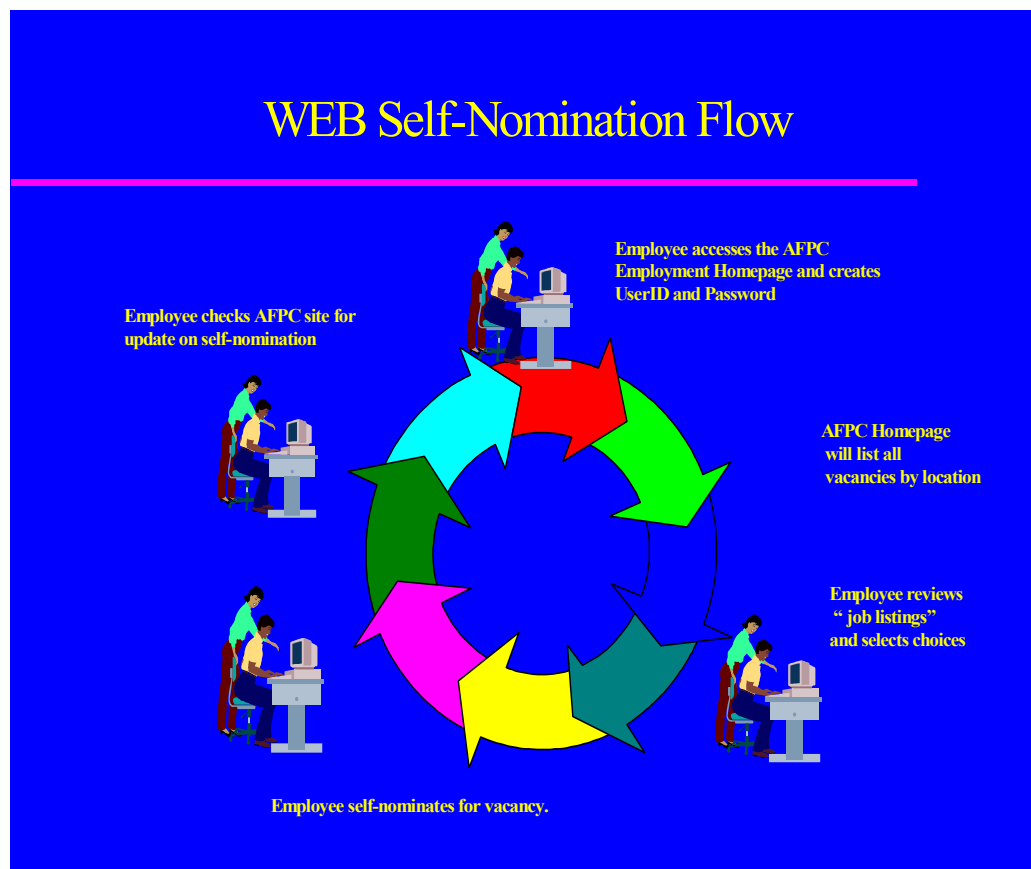 WEB Self-Nomination Flow
Employee accesses the AFPC
Employment Homepage and creates
UserID and Password
AFPC Homepage
will list all
vacancies by location
Employee reviews
“ job listings”
and selects choices
Employee self-nominates for vacancy.
Employee checks AFPC site for
update on self-nomination